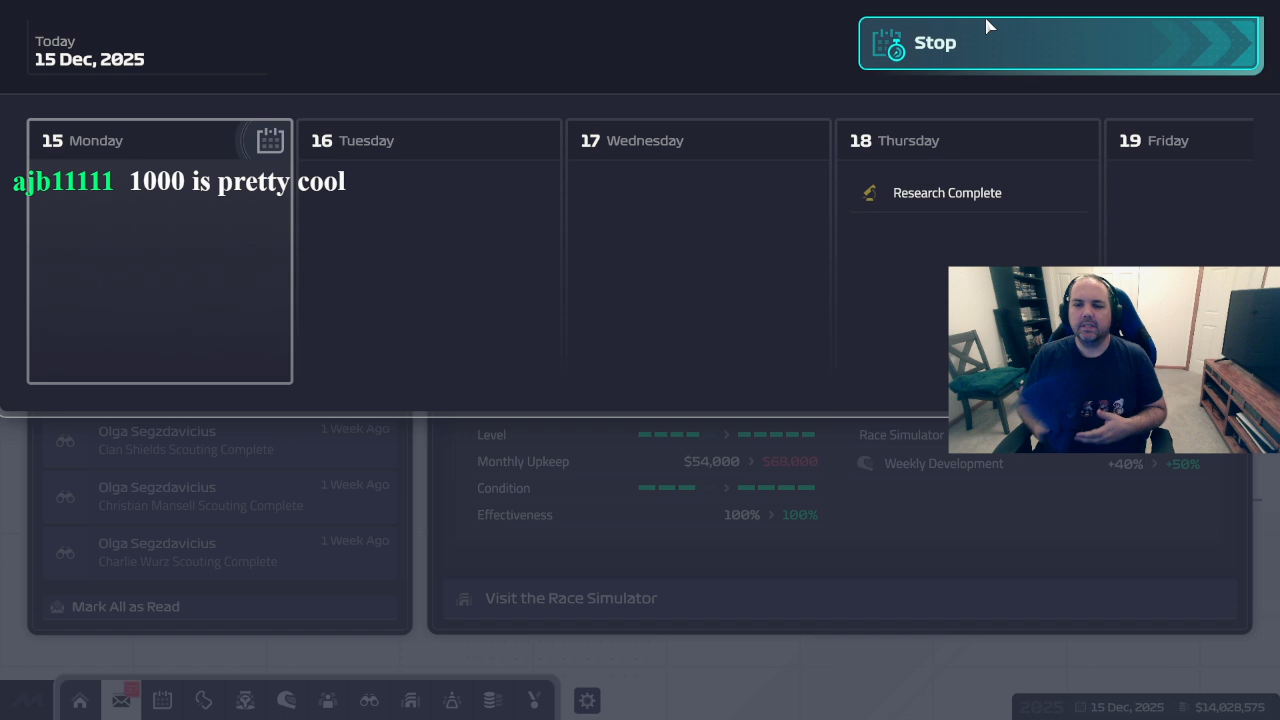 Today
15 Dec, 2025
Stop
15 Monday
16 Tuesday
17 Wednesday
18 Thursday
19 Friday
ajb11111 1000 is pretty cool
Research Complete
Olga Segzdavicius 1 Week Ago
Cian Shields Scouting Complete
Olga Segzdavicius 1 Week Ago
Christian Mansell Scouting Complete
Olga Segzdavicius 1 Week Ago
Charlie Wurz Scouting Complete
Mark All as Read
Level
Monthly Upkeep $54,000 > $68,000
Condition
Effectiveness 100% > 100%
Race Simulator
Weekly Development +40% > +50%
Visit the Race Simulator
2025 15 Dec, 2025 $14,028,575